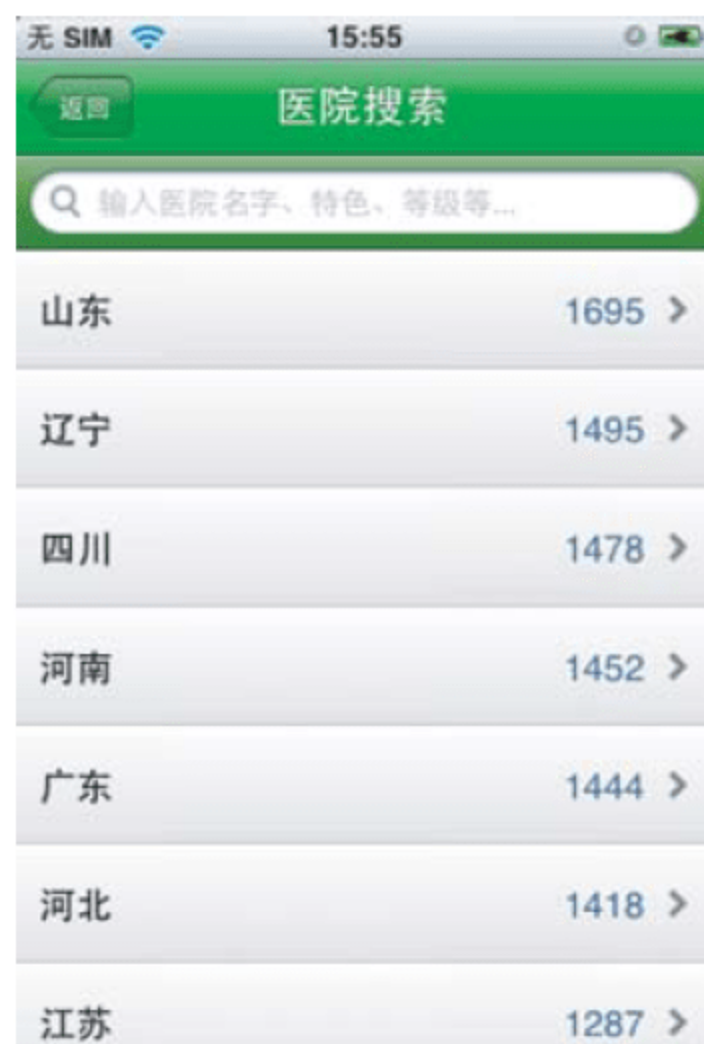 无 SIM 15:55
返回 医院搜索
输入医院名字、特色、等级等...
山东 1695
辽宁 1495
四川 1478
河南 1452
广东 1444
河北 1418
江苏 1287